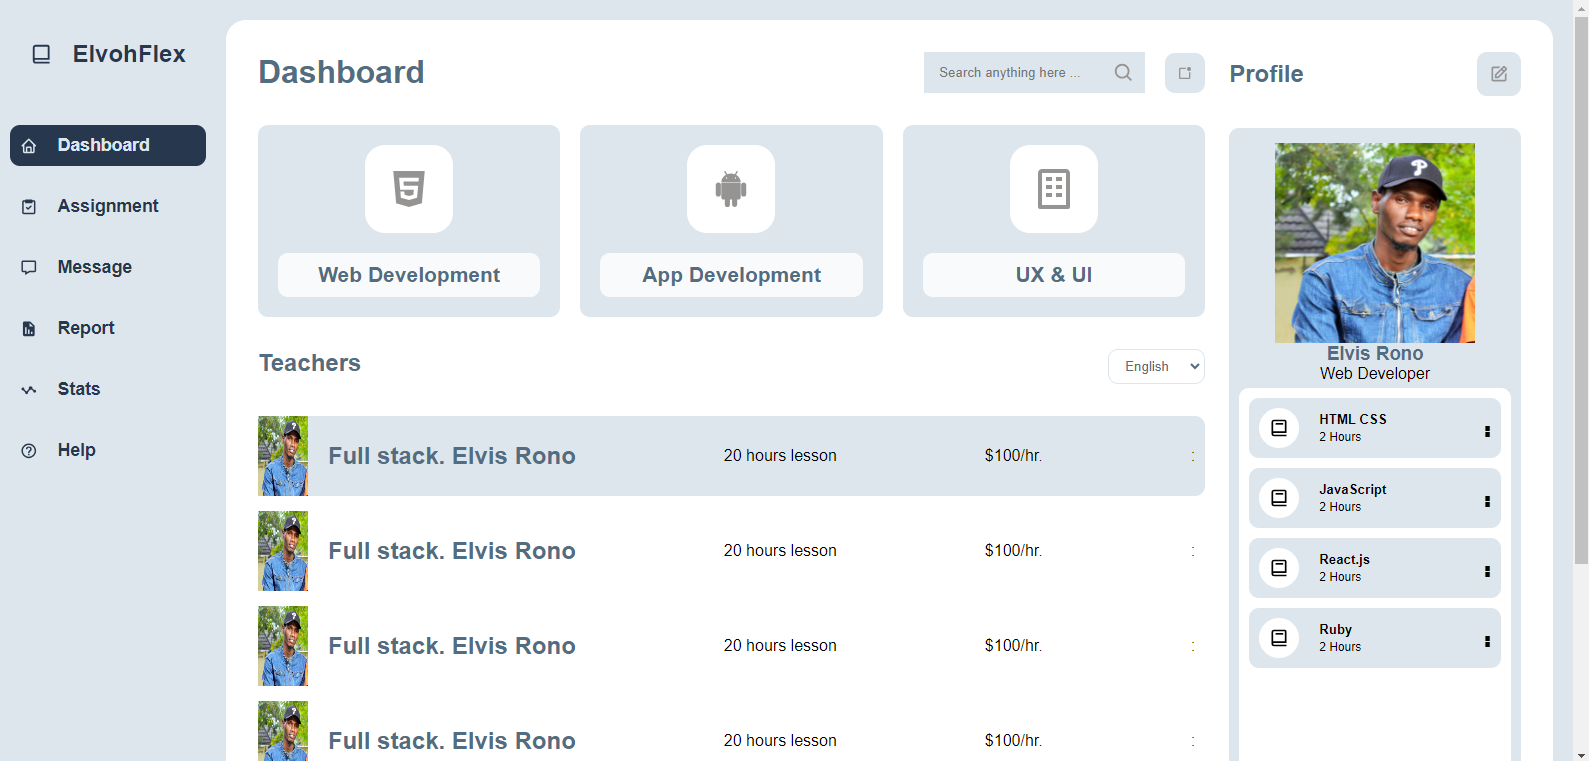 ElvohFlex
Dashboard
Assignment
Message
Report
Stats
Help
Dashboard
Search anything here ...
Web Development
App Development
UX & UI
Teachers
English
Full stack. Elvis Rono 20 hours lesson $100/hr. :
Full stack. Elvis Rono 20 hours lesson $100/hr. :
Full stack. Elvis Rono 20 hours lesson $100/hr. :
Full stack. Elvis Rono 20 hours lesson $100/hr. :
Profile
Elvis Rono
Web Developer
HTML CSS
2 Hours
JavaScript
2 Hours
React.js
2 Hours
Ruby
2 Hours